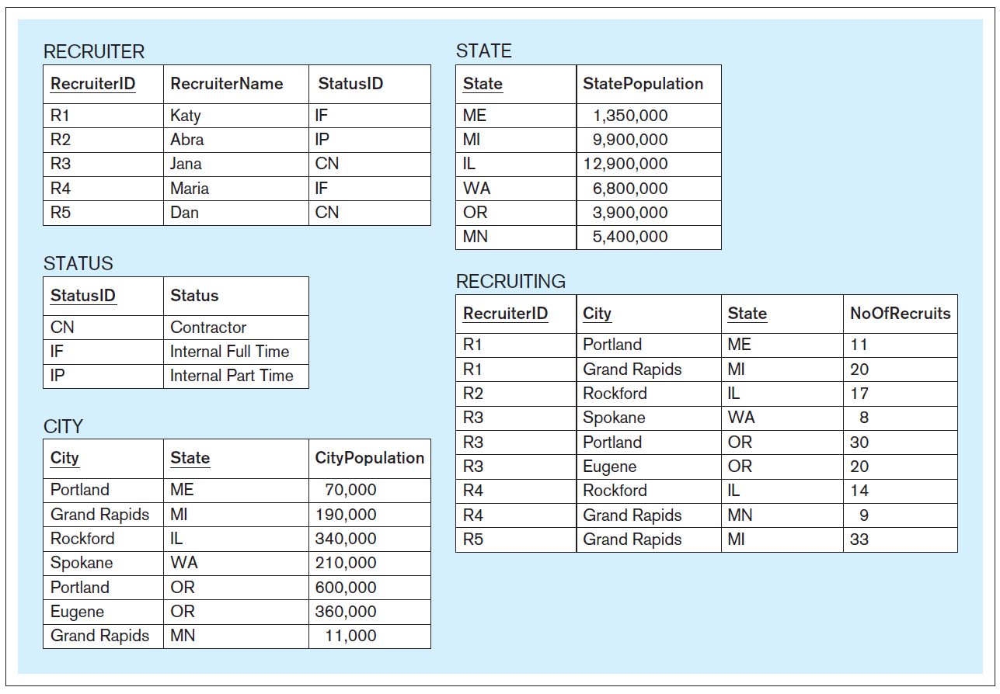 RECRUITER
RecruiterID RecruiterName StatusID
R1 Katy IF
R2 Abra IP
R3 Jana CN
R4 Maria IF
R5 Dan CN
STATUS
StatusID Status
CN Contractor
IF Internal Full Time
IP Internal Part Time
CITY
City State CityPopulation
Portland ME 70,000
Grand Rapids MI 190,000
Rockford IL 340,000
Spokane WA 210,000
Portland OR 600,000
Eugene OR 360,000
Grand Rapids MN 11,000
STATE
State StatePopulation
ME 1,350,000
MI 9,900,000
IL 12,900,000
WA 6,800,000
OR 3,900,000
MN 5,400,000
RECRUITING
RecruiterID City State NoOfRecruits
R1 Portland ME 11
R1 Grand Rapids MI 20
R2 Rockford IL 17
R3 Spokane WA 8
R3 Portland OR 30
R3 Eugene OR 20
R4 Rockford IL 14
R4 Grand Rapids MN 9
R5 Grand Rapids MI 33